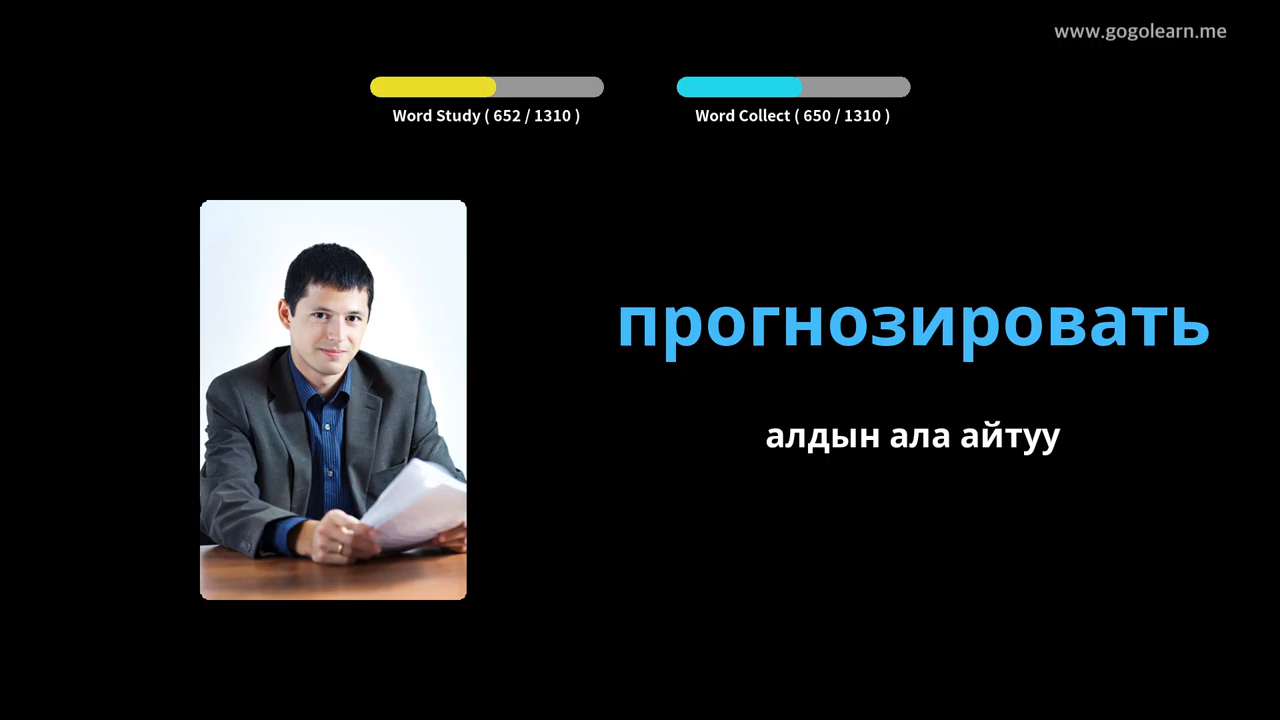 www.gogolearn.me
Word Study ( 652 / 1310 )
Word Collect ( 650 / 1310 )
прогнозировать
алдын ала айтуу